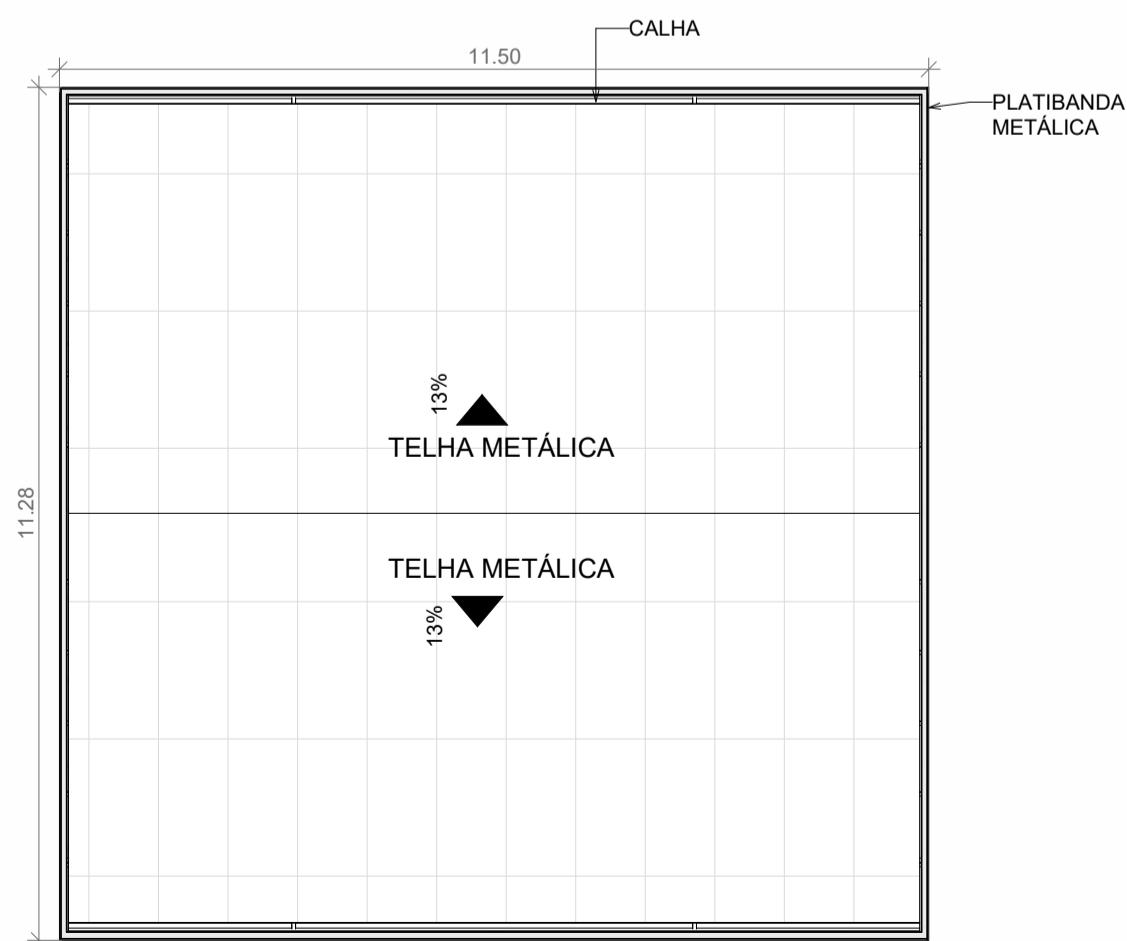 CALHA
11.50
PLATIBANDA
METÁLICA
13%
TELHA METÁLICA
11.28
TELHA METÁLICA
13%